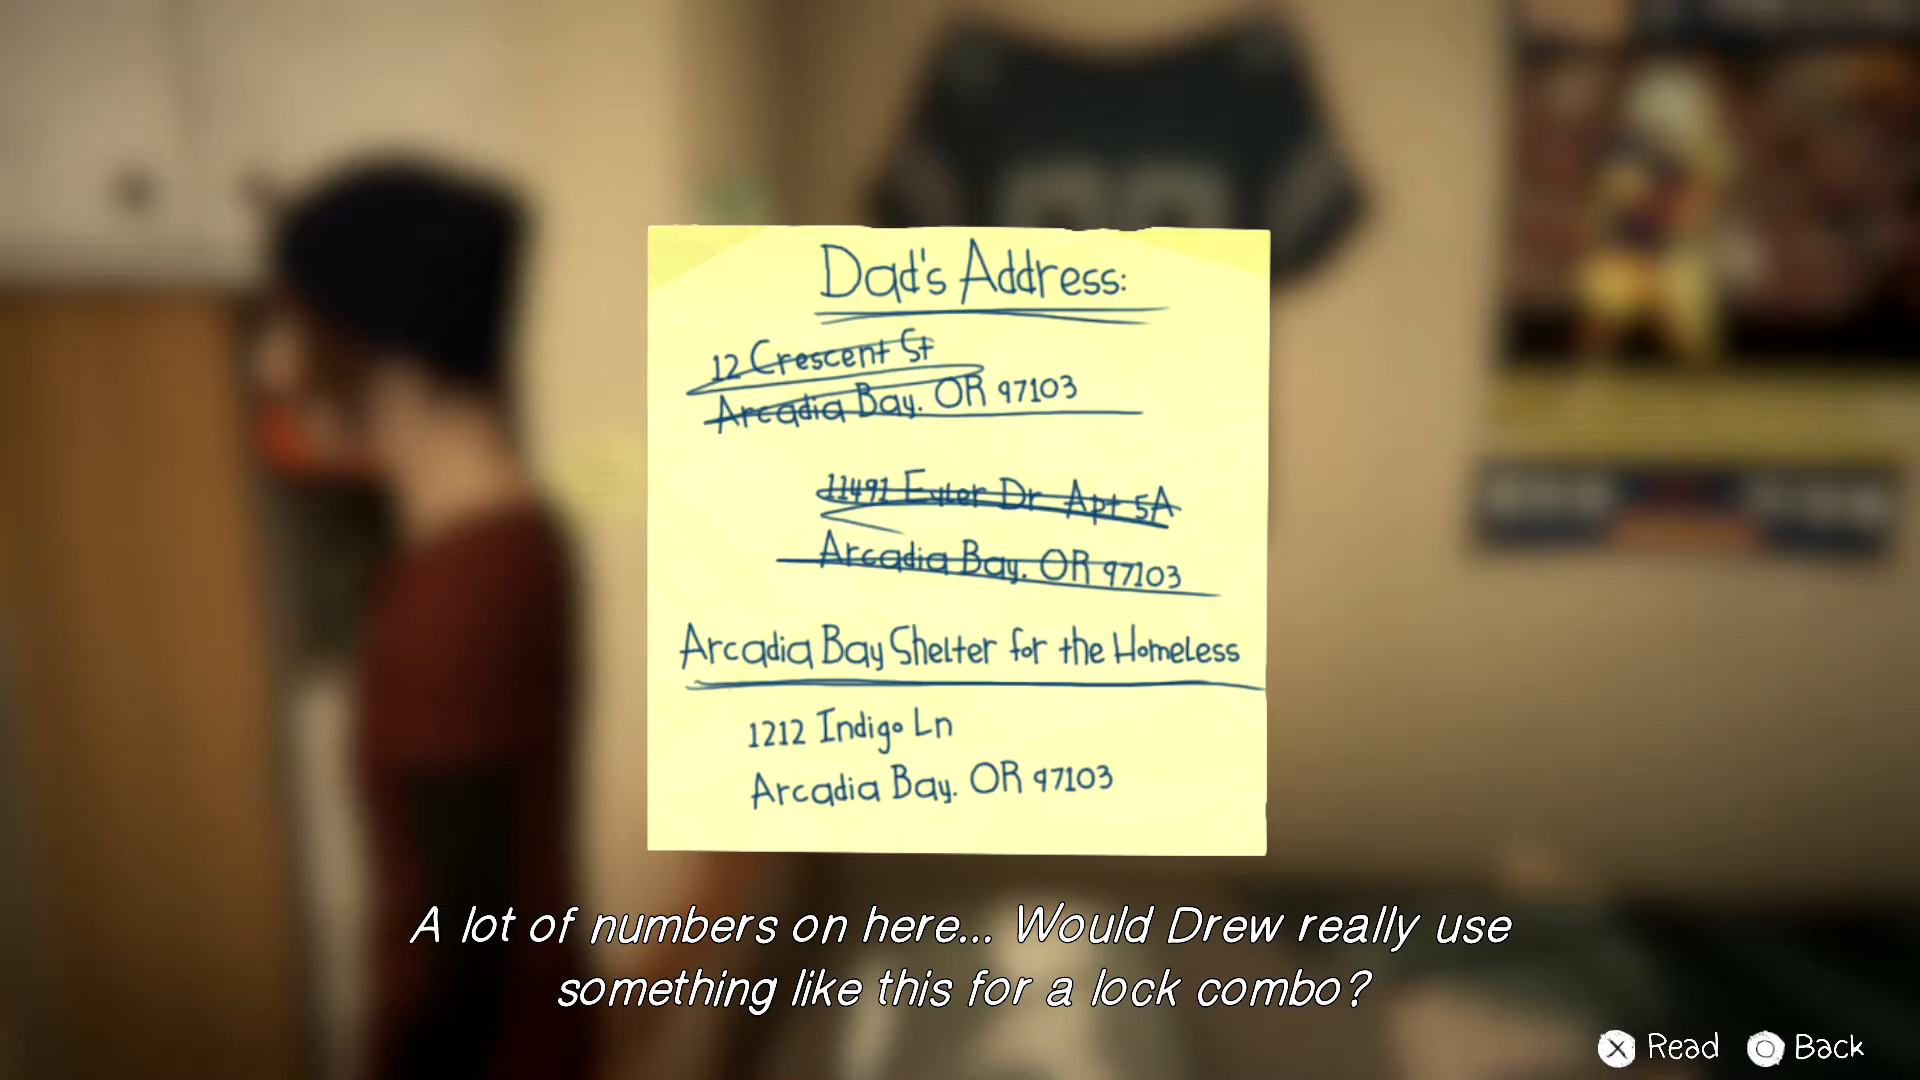 Dad's Address:
12 Crescent St
Arcadia Bay. OR 97103
11491 Eyler Dr Apt 5A
Arcadia Bay. OR 97103
Arcadia Bay Shelter for the Homeless
1212 Indigo Ln
Arcadia Bay. OR 97103
A lot of numbers on here... Would Drew really use
something like this for a lock combo?
Read Back